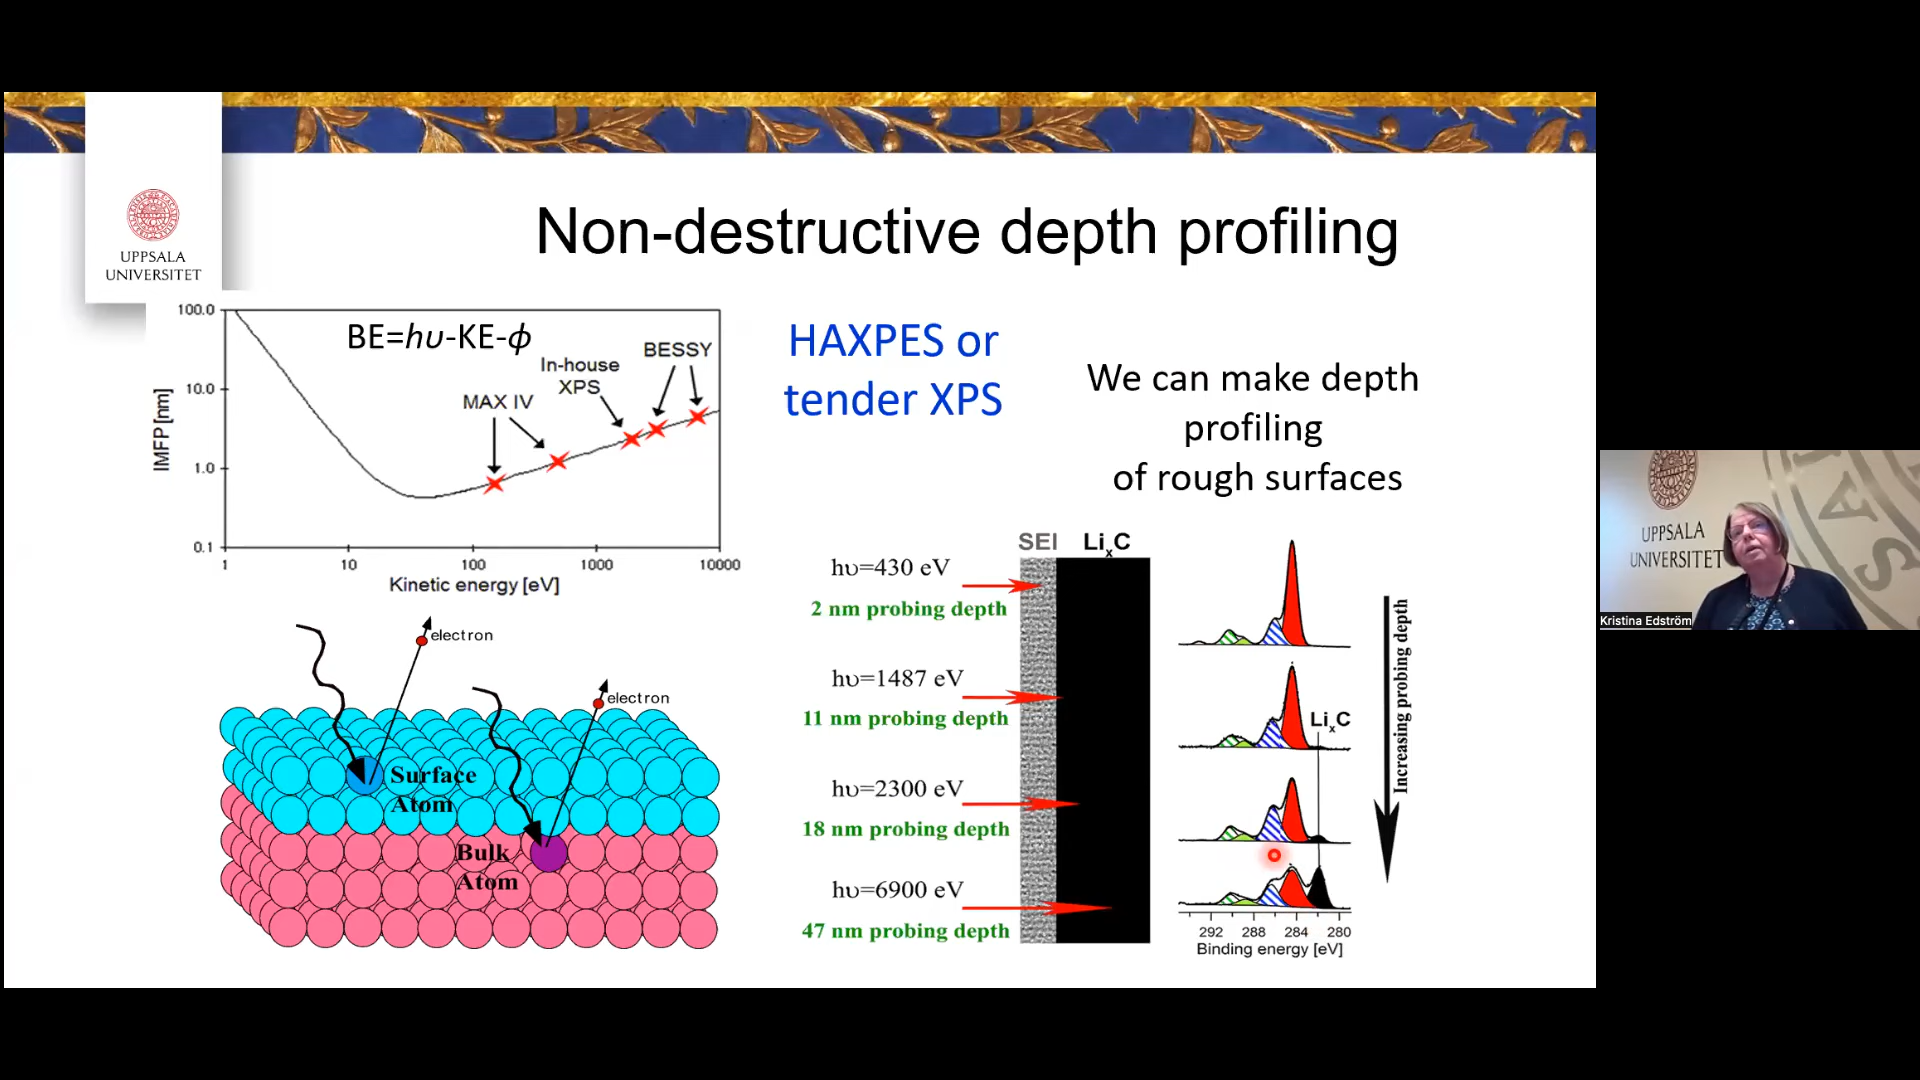 UPPSALA
UNIVERSITET
Non-destructive depth profiling
BE=hυ-KE-ϕ
100.0
10.0
1.0
0.1
IMFP [nm]
1
10
100
1000
10000
Kinetic energy [eV]
MAX IV
In-house
XPS
BESSY
HAXPES or
tender XPS
We can make depth
profiling
of rough surfaces
electron
electron
Surface
Atom
Bulk
Atom
SEI
LixC
hυ=430 eV
2 nm probing depth
hυ=1487 eV
11 nm probing depth
hυ=2300 eV
18 nm probing depth
hυ=6900 eV
47 nm probing depth
LixC
292
288
284
280
Binding energy [eV]
Increasing probing depth
UPPSALA
UNIVERSITET
Kristina Edström